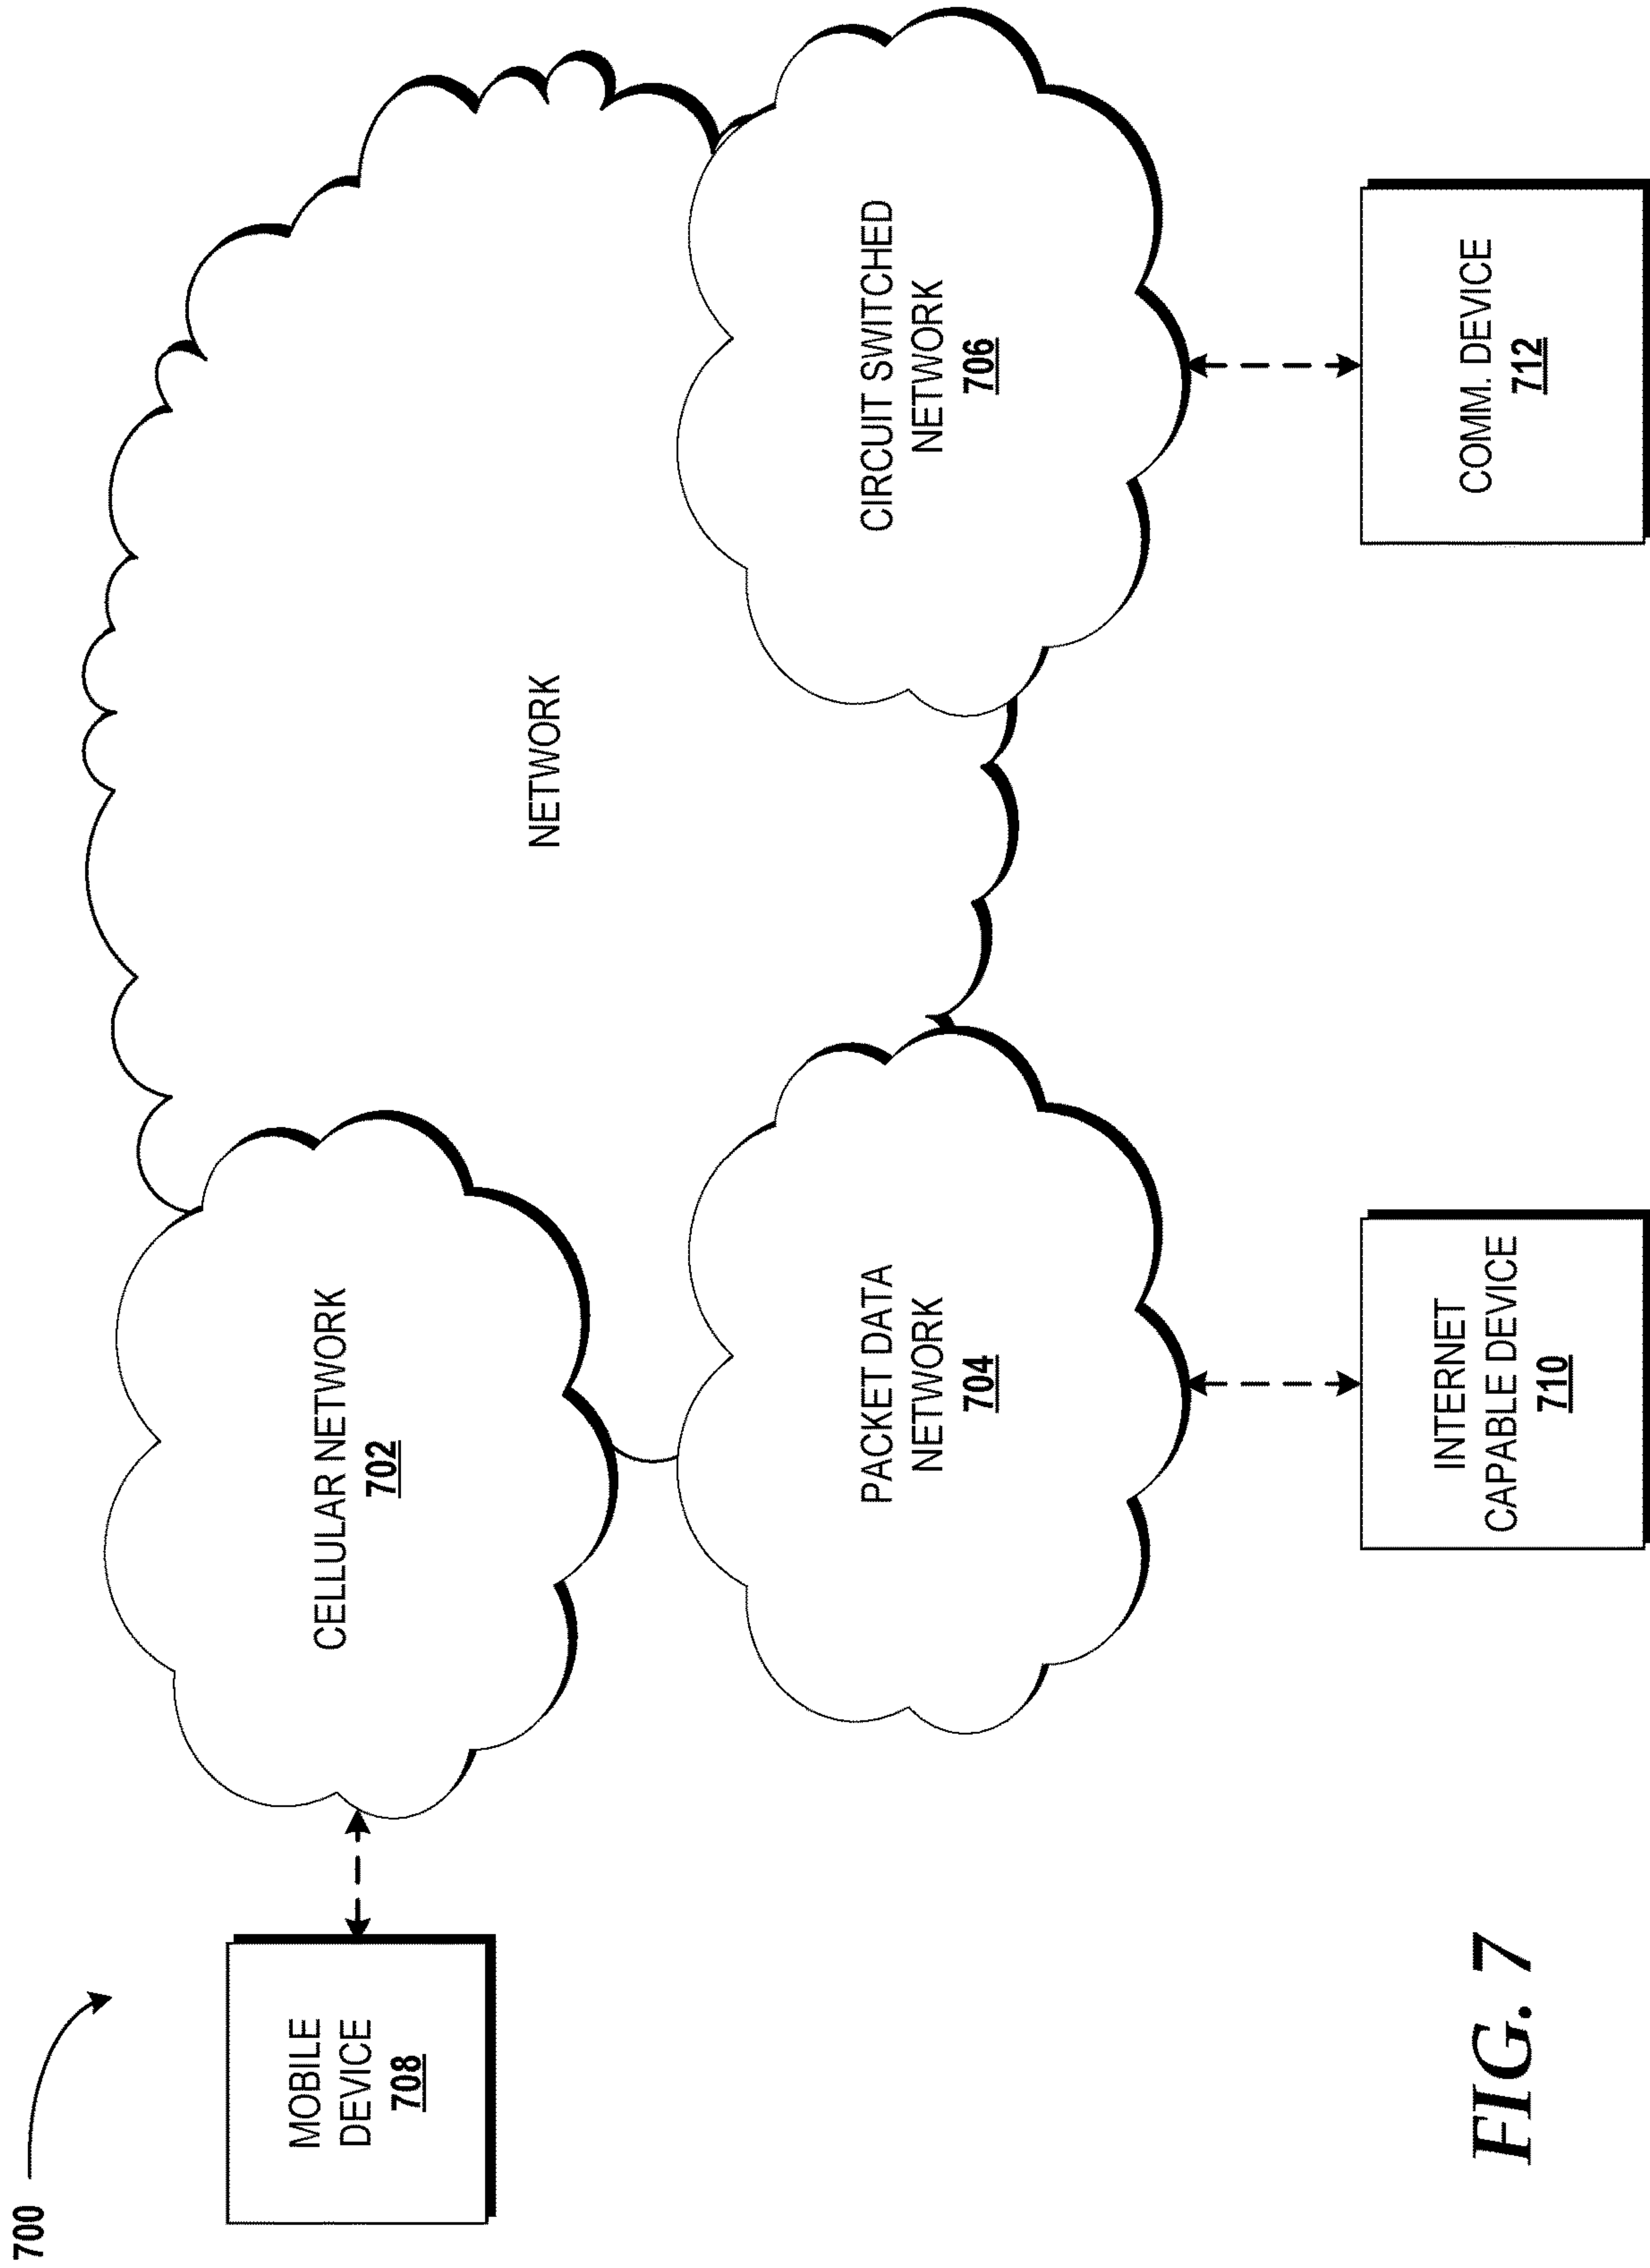 700
MOBILE
DEVICE
708
CELLULAR NETWORK
702
NETWORK
PACKET DATA
NETWORK
704
CIRCUIT SWITCHED
NETWORK
706
INTERNET
CAPABLE DEVICE
710
COMM. DEVICE
712
FIG. 7